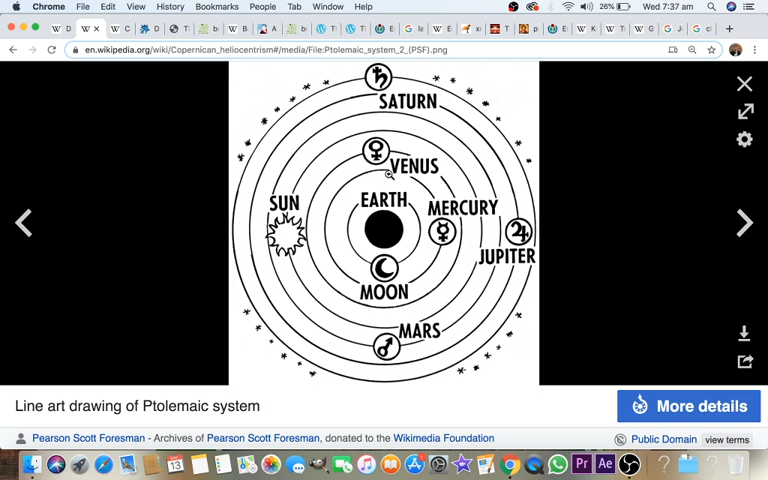 Chrome File Edit View History Bookmarks People Tab Window Help 26% Wed 7:37 am
en.wikipedia.org/wiki/Copernican_heliocentrism#/media/File:Ptolemaic_system_2_(PSF).png
SATURN
VENUS
EARTH
SUN
MERCURY
JUPITER
MOON
MARS
Line art drawing of Ptolemaic system
More details
Pearson Scott Foresman - Archives of Pearson Scott Foresman, donated to the Wikimedia Foundation
Public Domain view terms